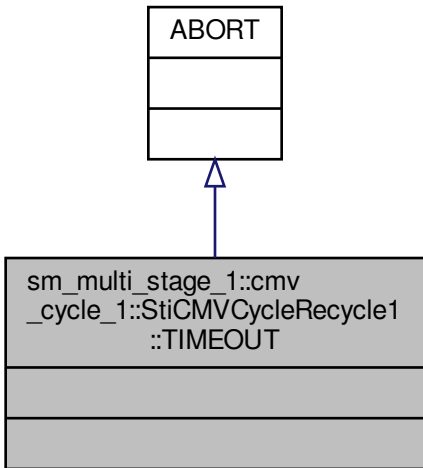 ABORT
sm_multi_stage_1::cmv
_cycle_1::StiCMVCycleRecycle1
::TIMEOUT